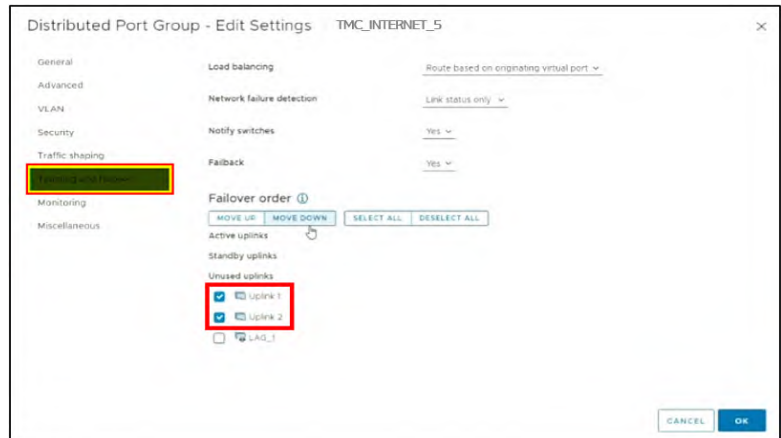 Distributed Port Group - Edit Settings TMC_INTERNET_5
General
Advanced
VLAN
Security
Traffic shaping
Teaming and failover
Monitoring
Miscellaneous
Load balancing Route based on originating virtual port
Network failure detection Link status only
Notify switches Yes
Failback Yes
Failover order
MOVE UP MOVE DOWN SELECT ALL DESELECT ALL
Active uplinks
Standby uplinks
Unused uplinks
Uplink 1
Uplink 2
LAG_1
CANCEL OK